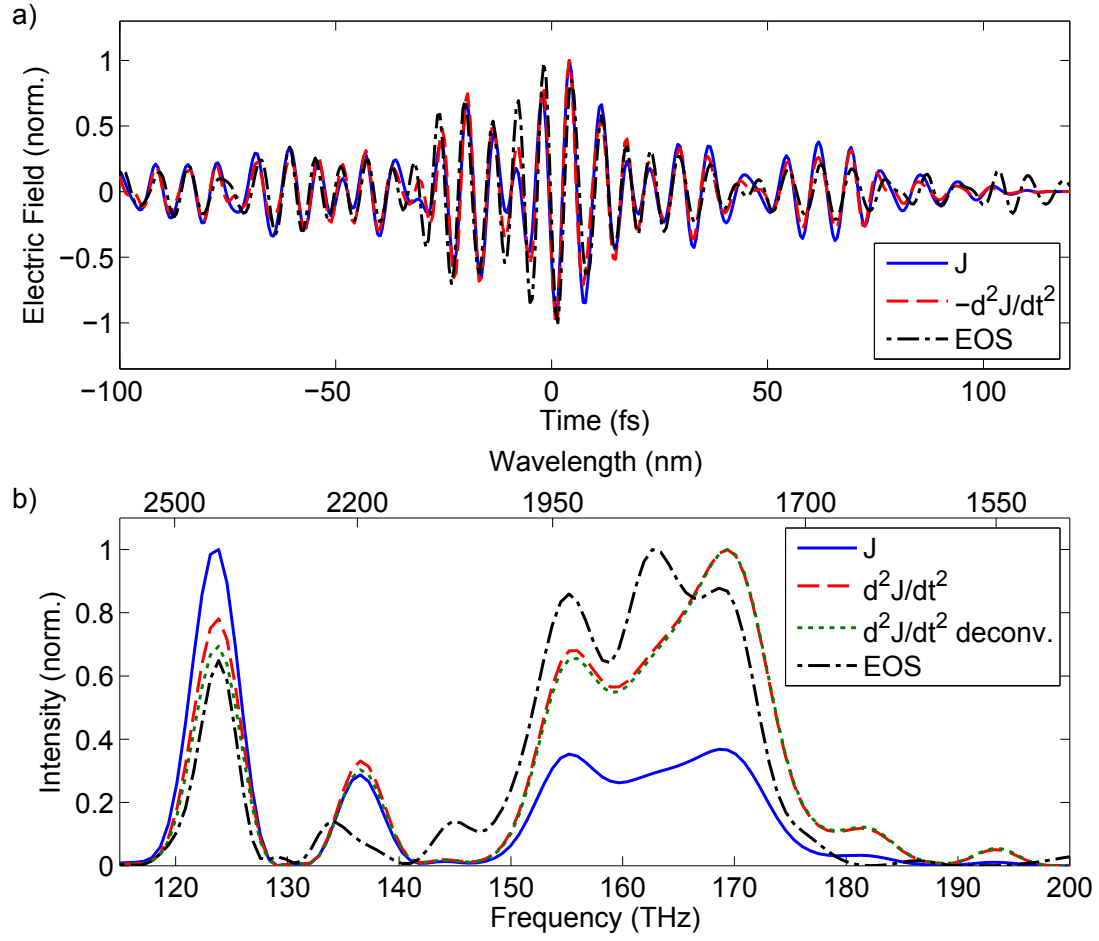 a)
Electric Field (norm.)
1
0.5
0
−0.5
−1
J
−d²J/dt²
EOS
−100
−50
0
50
100
Time (fs)
Wavelength (nm)
b)
2500
2200
1950
1700
1550
Intensity (norm.)
1
0.8
0.6
0.4
0.2
0
J
d²J/dt²
d²J/dt² deconv.
EOS
120
130
140
150
160
170
180
190
200
Frequency (THz)